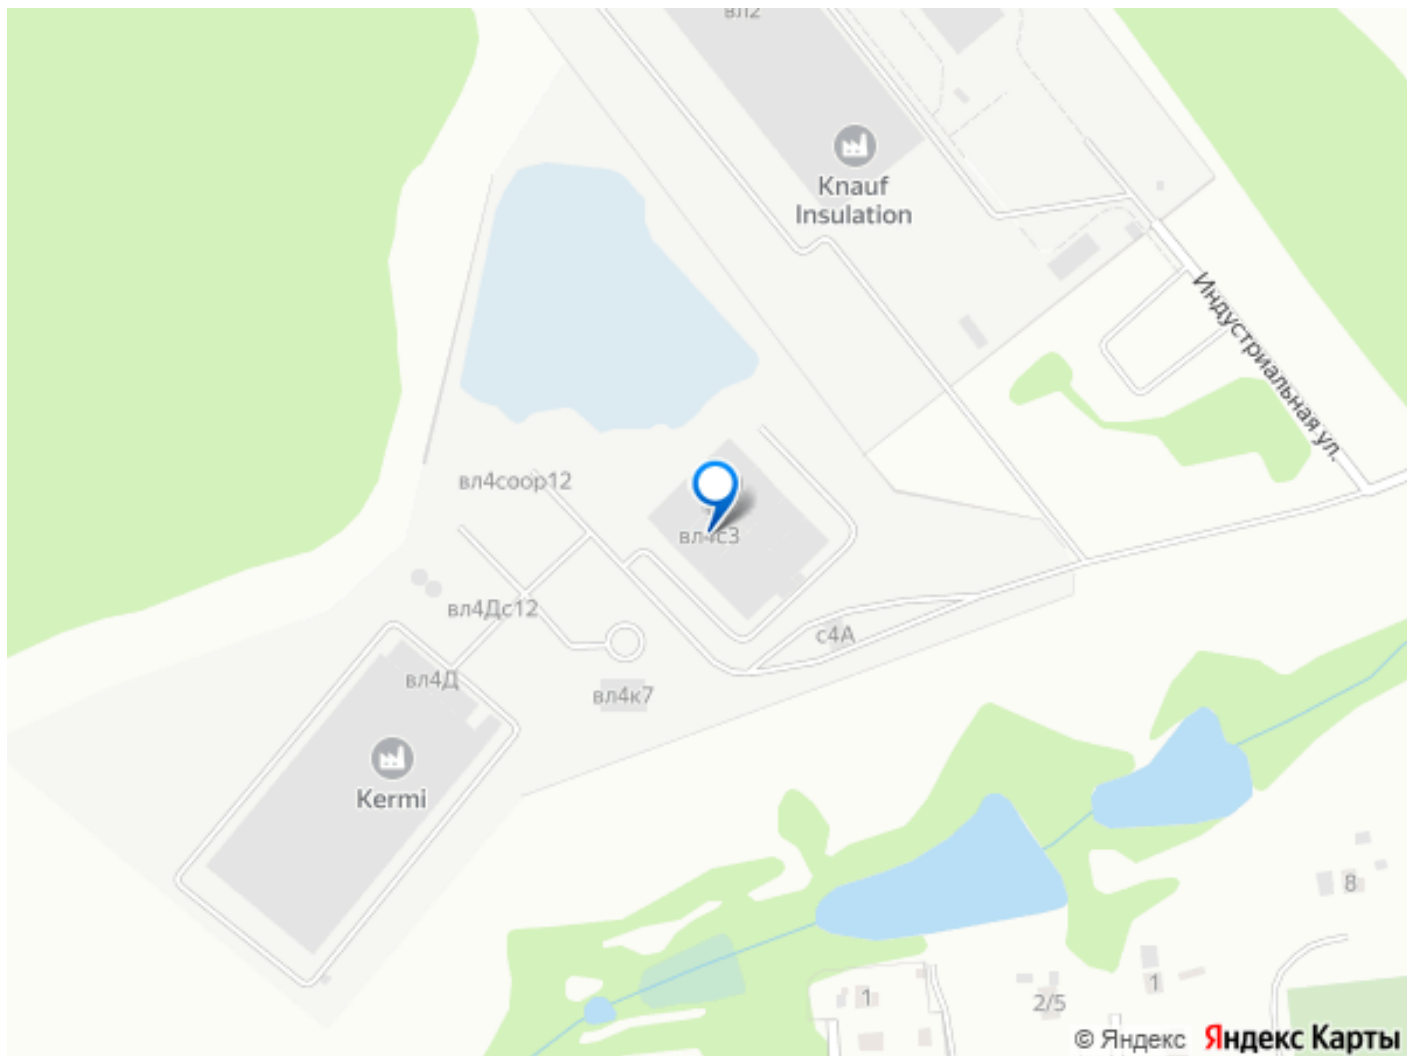 вл2
Knauf
Insulation
Индустриальная ул.
вл4соор12
вл4с3
вл4Дс12
с4А
вл4Д
вл4к7
Kermi
8
1
1
2/5
© Яндекс Яндекс Карты